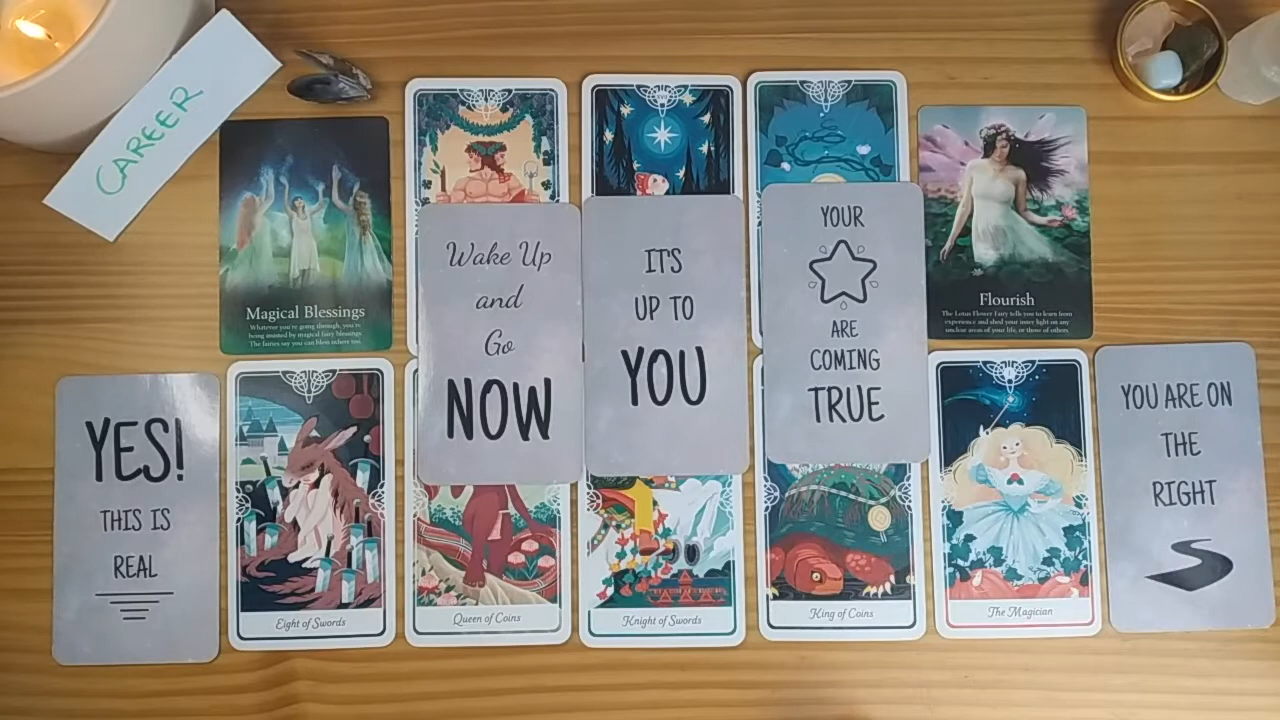 CAREER
Magical Blessings
Whatever you're going through, you're
being assisted by magical fairy blessings.
The fairies say you can bless others too.
Wake Up
and
Go
NOW
IT'S
UP TO
YOU
YOUR
ARE
COMING
TRUE
Flourish
The Lotus Flower Fairy tells you to learn from
experience and shed your inner light on any
unclear areas of your life, or those of others.
YES!
THIS IS
REAL
Eight of Swords
Queen of Coins
Knight of Swords
King of Coins
I
The Magician
YOU ARE ON
THE
RIGHT